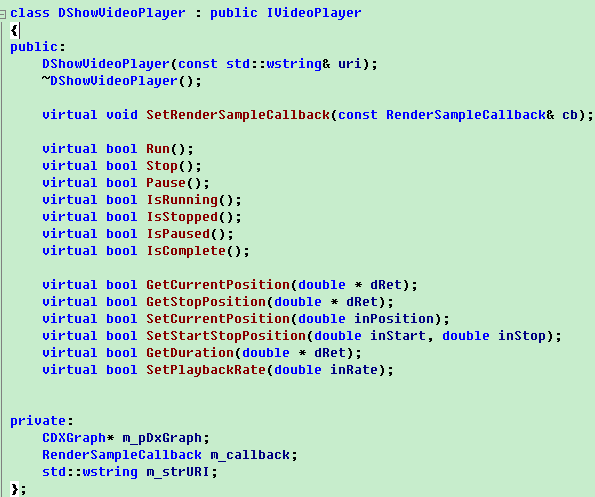 class DShowVideoPlayer : public IVideoPlayer
{
public:
    DShowVideoPlayer(const std::wstring& uri);
    ~DShowVideoPlayer();

    virtual void SetRenderSampleCallback(const RenderSampleCallback& cb);

    virtual bool Run();
    virtual bool Stop();
    virtual bool Pause();
    virtual bool IsRunning();
    virtual bool IsStopped();
    virtual bool IsPaused();
    virtual bool IsComplete();

    virtual bool GetCurrentPosition(double * dRet);
    virtual bool GetStopPosition(double * dRet);
    virtual bool SetCurrentPosition(double inPosition);
    virtual bool SetStartStopPosition(double inStart, double inStop);
    virtual bool GetDuration(double * dRet);
    virtual bool SetPlaybackRate(double inRate);


private:
    CDXGraph* m_pDxGraph;
    RenderSampleCallback m_callback;
    std::wstring m_strURI;
};